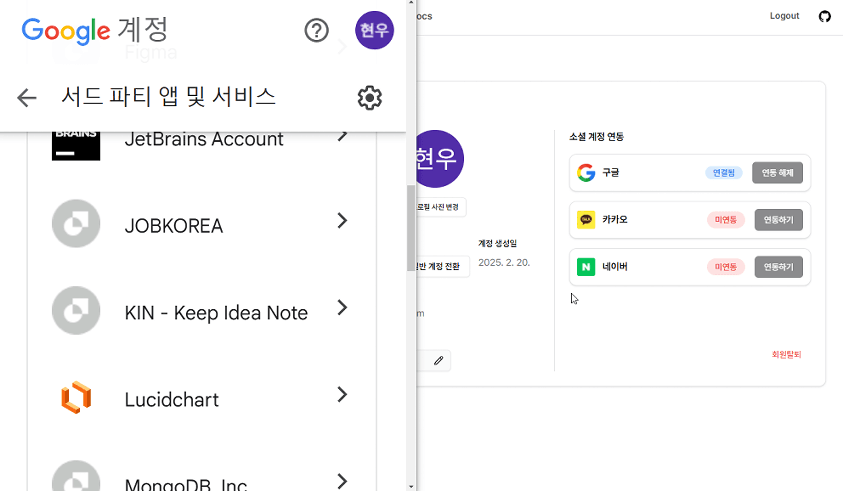 Google 계정
현우
Figma
서드 파티 앱 및 서비스
BRAINS
JetBrains Account
JOBKOREA
KIN - Keep Idea Note
Lucidchart
MongoDB, Inc
ocs
Logout
현우
로필 사진 변경
일반 계정 전환
계정 생성일
2025. 2. 20.
m
소셜 계정 연동
구글
연결됨
연동 해제
TALK
카카오
미연동
연동하기
N
네이버
미연동
연동하기
회원탈퇴